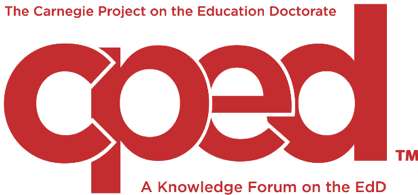 The Carnegie Project on the Education Doctorate
cped
TM
A Knowledge Forum on the EdD